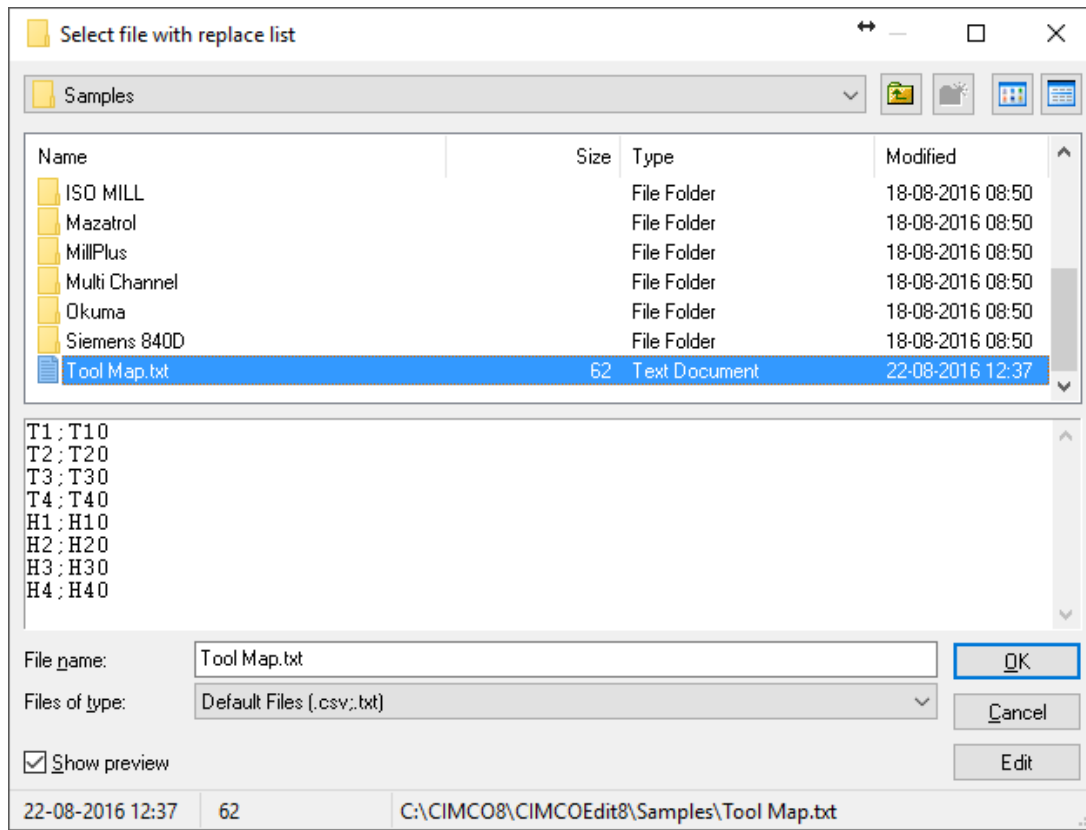 Select file with replace list
Samples
Name Size Type Modified
ISO MILL File Folder 18-08-2016 08:50
Mazatrol File Folder 18-08-2016 08:50
MillPlus File Folder 18-08-2016 08:50
Multi Channel File Folder 18-08-2016 08:50
Okuma File Folder 18-08-2016 08:50
Siemens 840D File Folder 18-08-2016 08:50
Tool Map.txt 62 Text Document 22-08-2016 12:37
T1;T10
T2;T20
T3;T30
T4;T40
H1;H10
H2;H20
H3;H30
H4;H40
File name: Tool Map.txt OK
Files of type: Default Files (.csv;.txt) Cancel
Show preview Edit
22-08-2016 12:37 62 C:\CIMCO8\CIMCOEdit8\Samples\Tool Map.txt